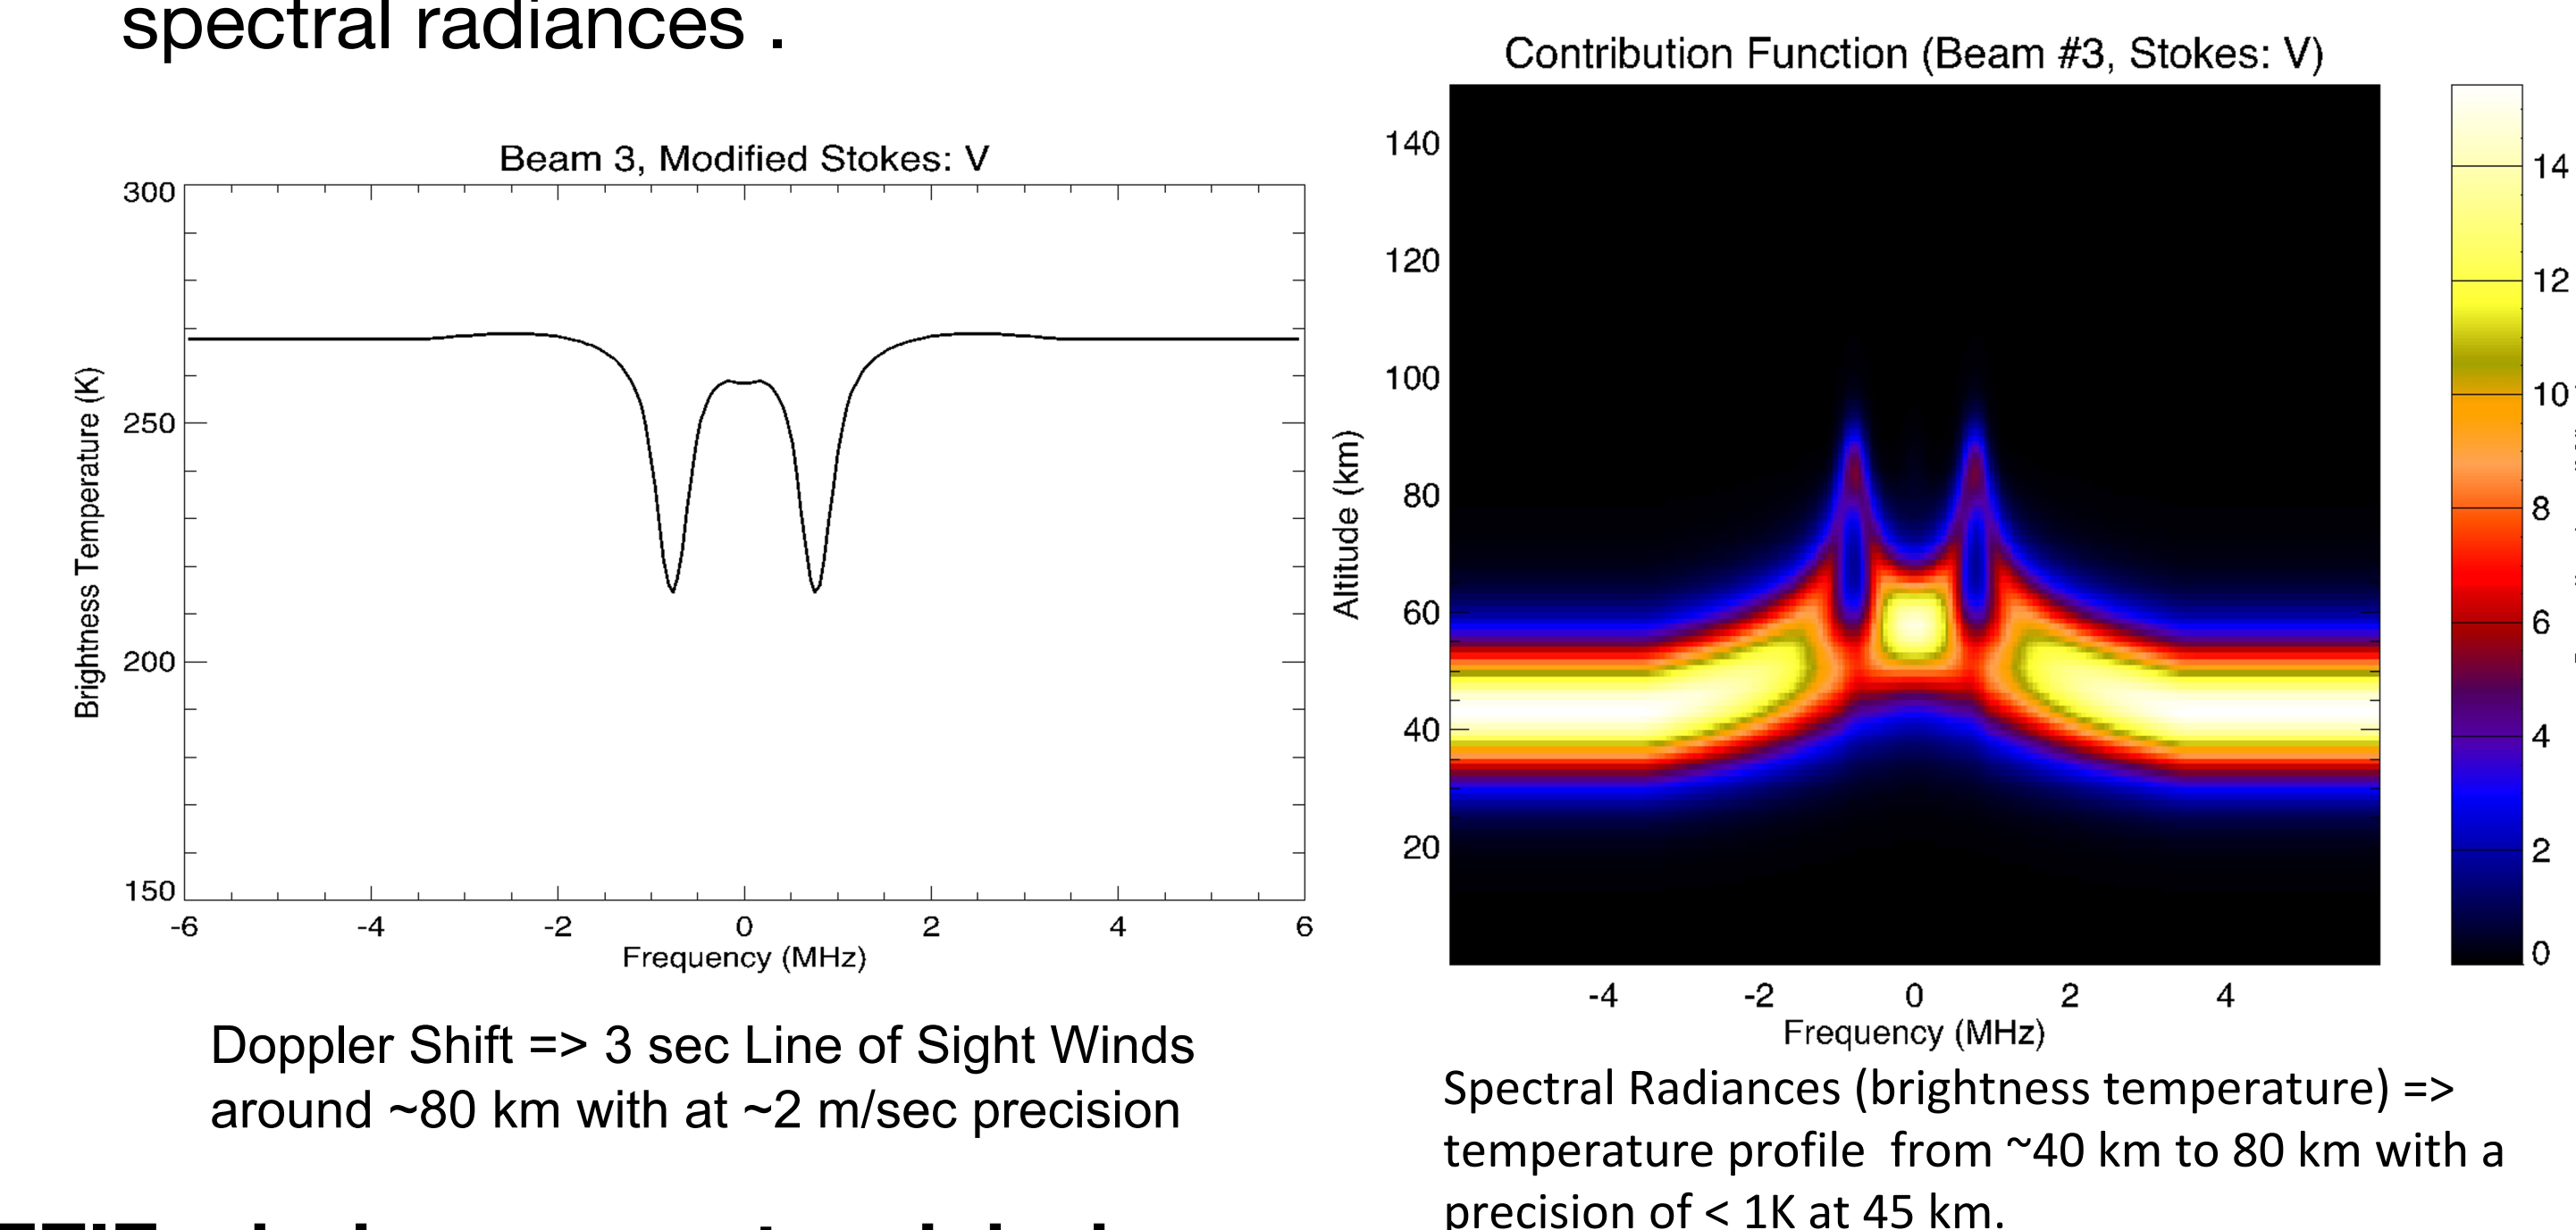 spectral radiances .
Beam 3, Modified Stokes: V
300
250
200
150
Brightness Temperature (K)
-6 -4 -2 0 2 4 6
Frequency (MHz)
Doppler Shift => 3 sec Line of Sight Winds
around ~80 km with at ~2 m/sec precision
Contribution Function (Beam #3, Stokes: V)
140
120
100
80
60
40
20
Altitude (km)
-4 -2 0 2 4
Frequency (MHz)
14
12
10
8
6
4
2
0
Spectral Radiances (brightness temperature) =>
temperature profile from ~40 km to 80 km with a
precision of < 1K at 45 km.